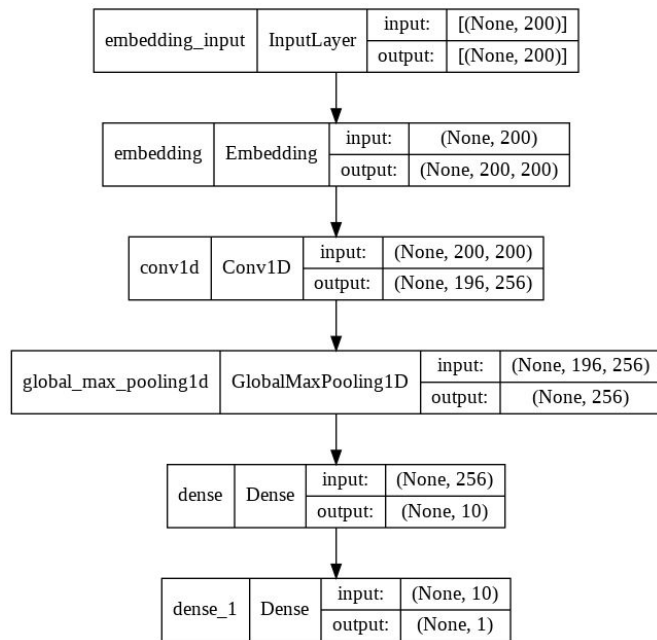 embedding_input InputLayer input: [(None, 200)]
output: [(None, 200)]
embedding Embedding input: (None, 200)
output: (None, 200, 200)
conv1d Conv1D input: (None, 200, 200)
output: (None, 196, 256)
global_max_pooling1d GlobalMaxPooling1D input: (None, 196, 256)
output: (None, 256)
dense Dense input: (None, 256)
output: (None, 10)
dense_1 Dense input: (None, 10)
output: (None, 1)